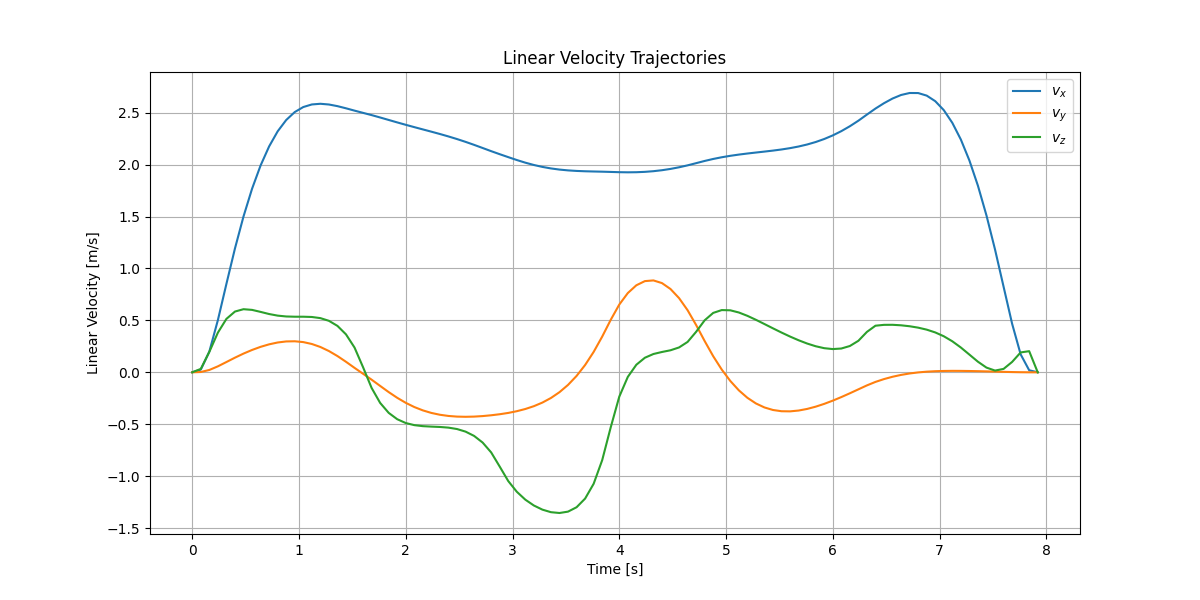 Linear Velocity Trajectories
2.5
2.0
1.5
1.0
0.5
0.0
−0.5
−1.0
−1.5
Linear Velocity [m/s]
v_x
v_y
v_z
0 1 2 3 4 5 6 7 8
Time [s]